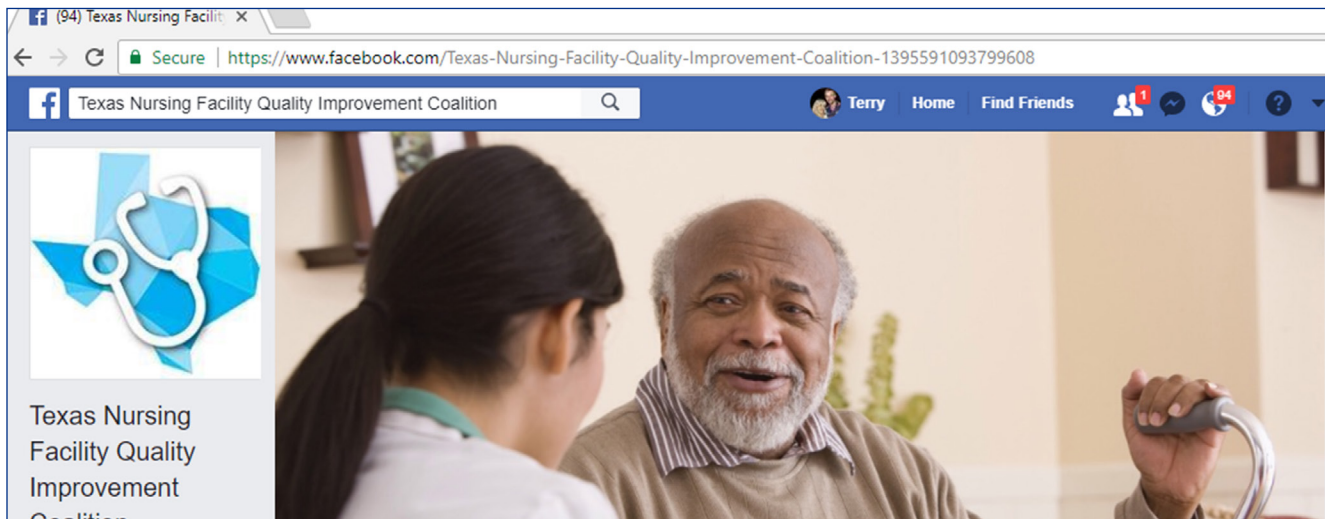 (94) Texas Nursing Facilit
Secure https://www.facebook.com/Texas-Nursing-Facility-Quality-Improvement-Coalition-1395591093799608
f Texas Nursing Facility Quality Improvement Coalition Terry Home Find Friends 1 94 ?
Texas Nursing
Facility Quality
Improvement
Coalition